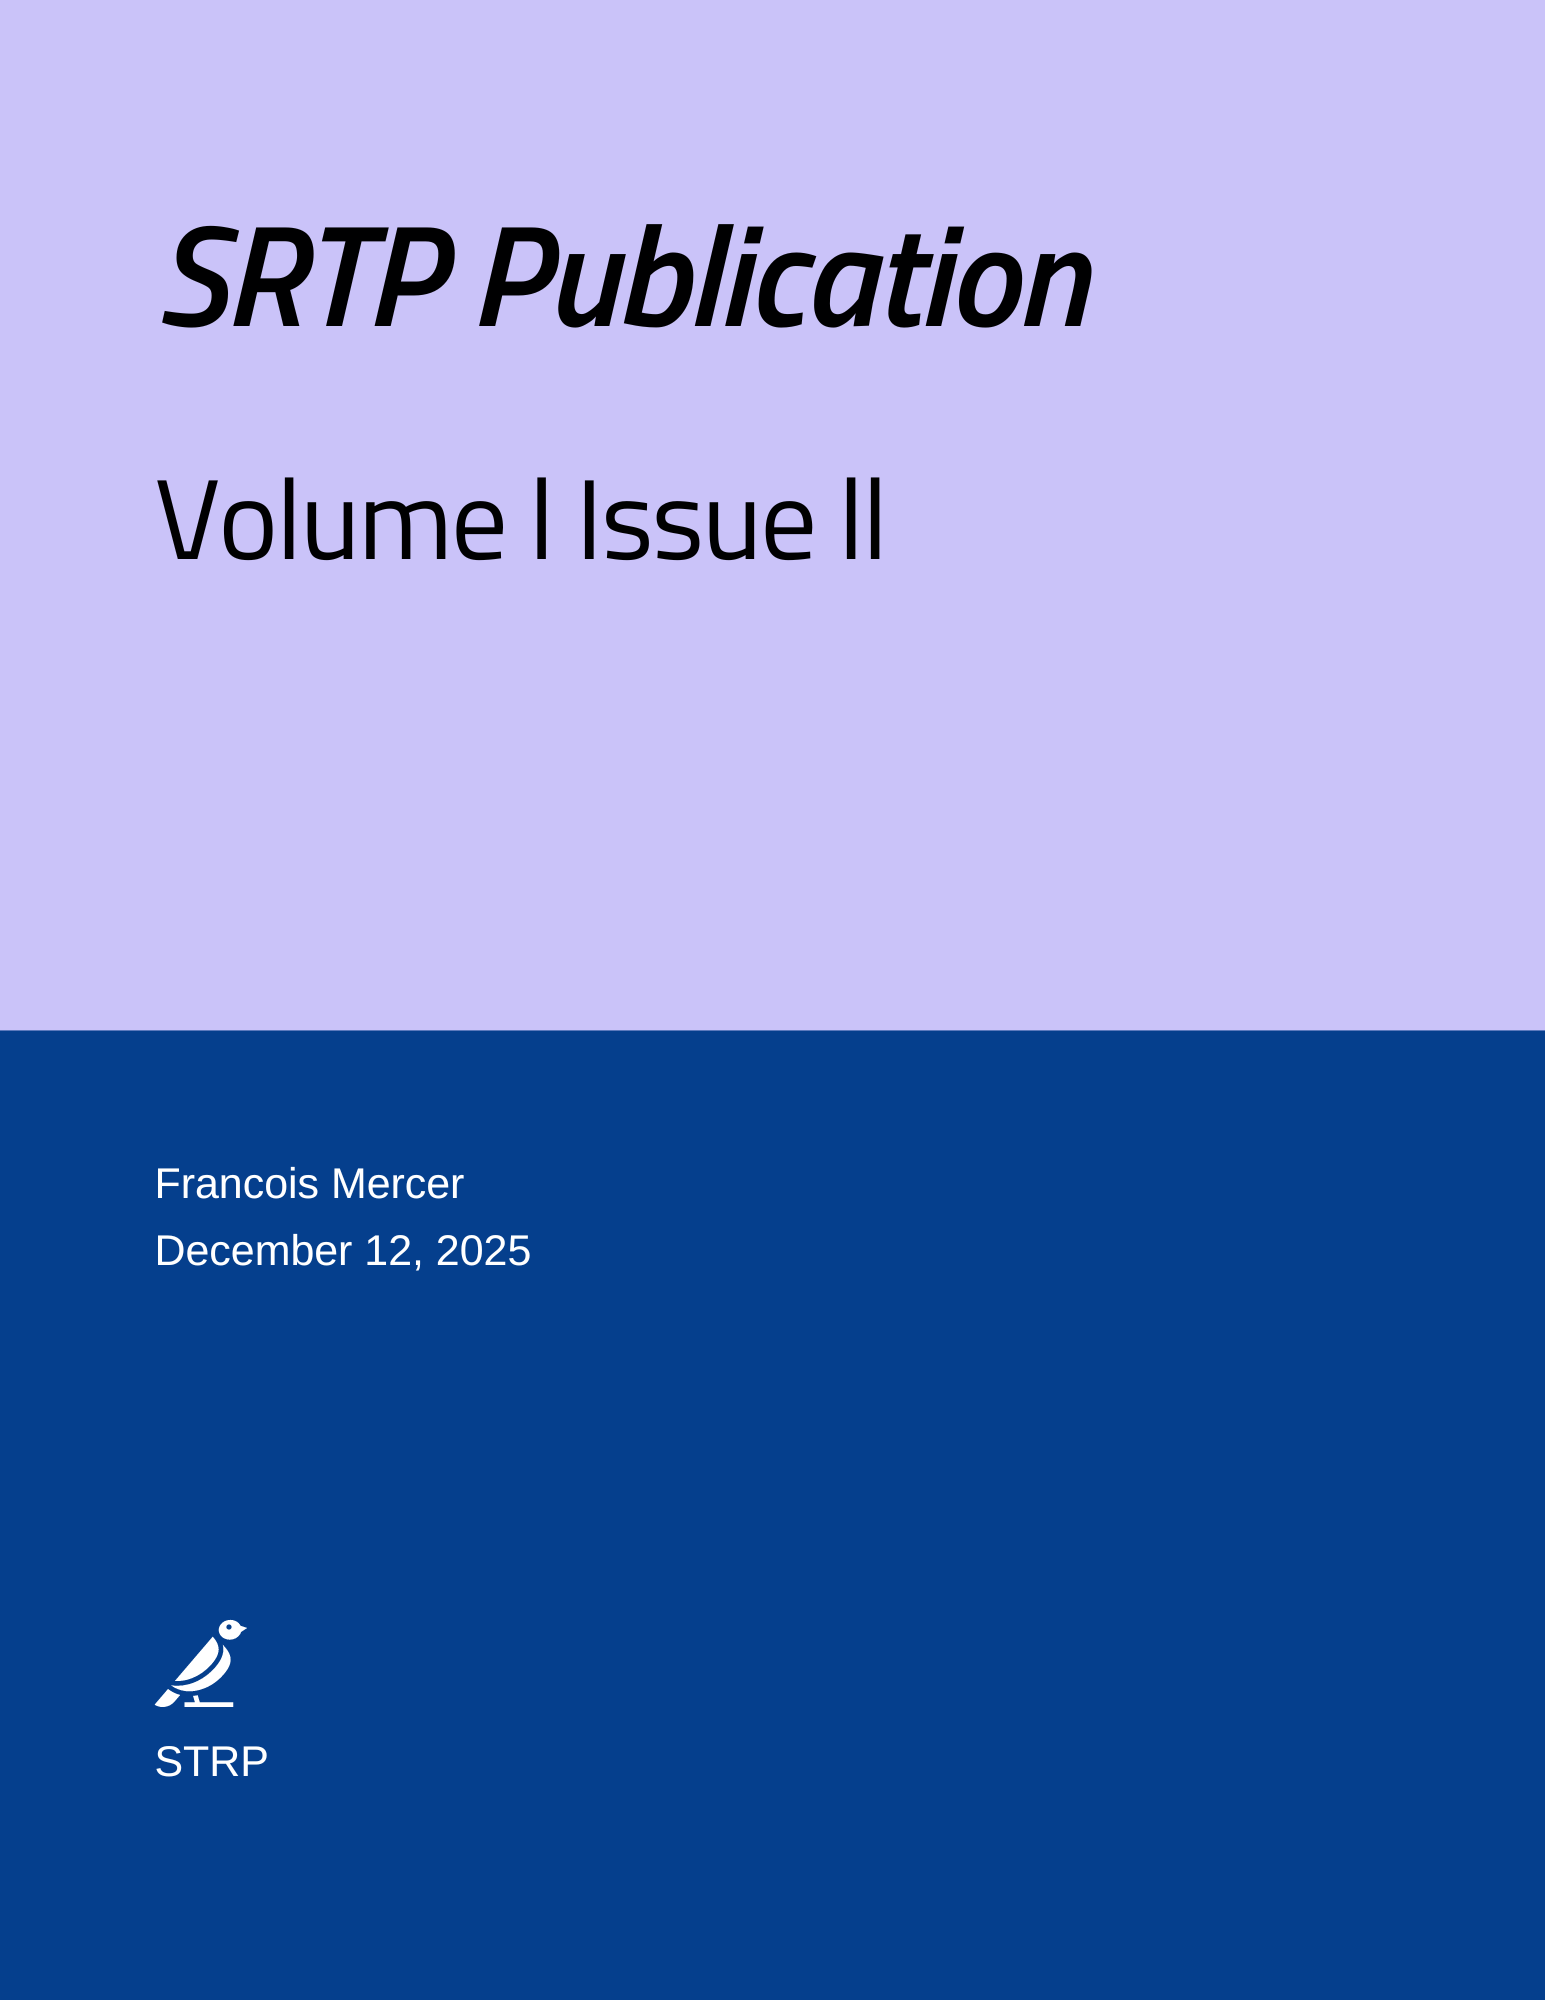 SRTP Publication
Volume I Issue II
Francois Mercer
December 12, 2025
STRP